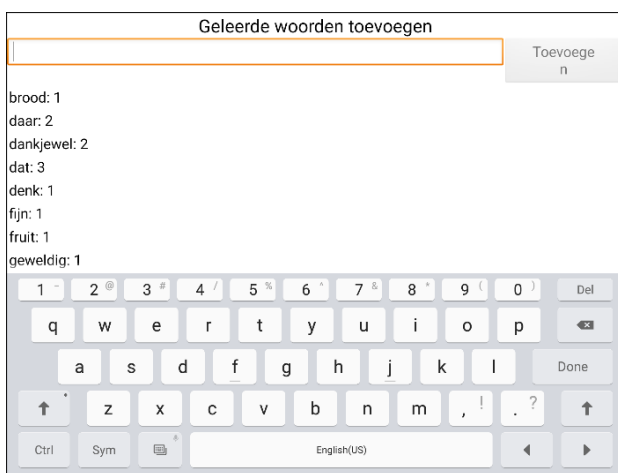 Geleerde woorden toevoegen
Toevoege
n
brood: 1
daar: 2
dankjewel: 2
dat: 3
denk: 1
fijn: 1
fruit: 1
geweldig: 1
1 - 2 @ 3 # 4 / 5 % 6 ^ 7 & 8 * 9 ( 0 ) Del
q w e r t y u i o p
a s d f g h j k l Done
z x c v b n m , ! . ?
Ctrl Sym English(US)